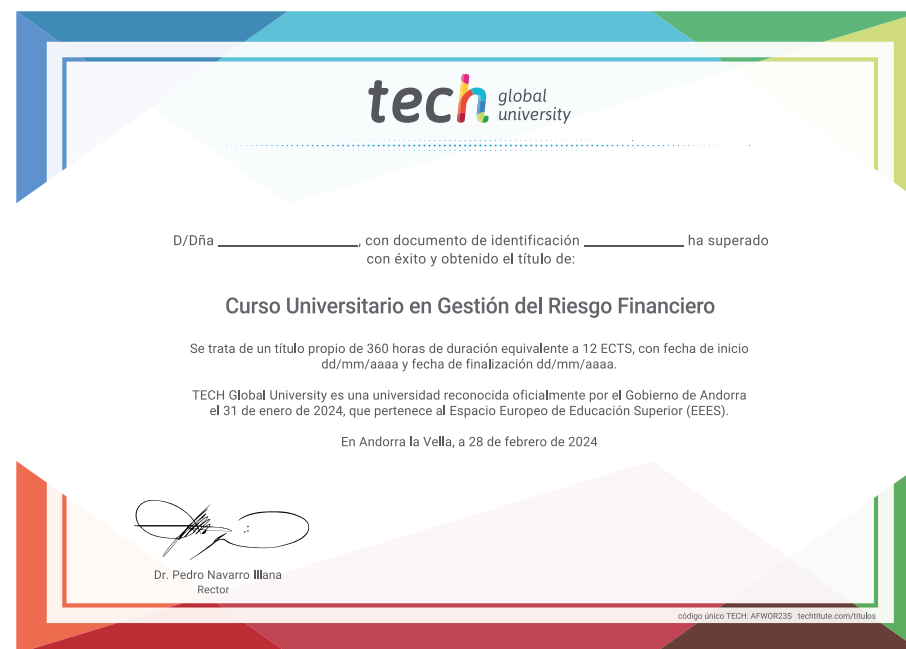 tech global university
D/Dña ____________________, con documento de identificación ______________ ha superado
con éxito y obtenido el título de:
Curso Universitario en Gestión del Riesgo Financiero
Se trata de un título propio de 360 horas de duración equivalente a 12 ECTS, con fecha de inicio
dd/mm/aaaa y fecha de finalización dd/mm/aaaa.
TECH Global University es una universidad reconocida oficialmente por el Gobierno de Andorra
el 31 de enero de 2024, que pertenece al Espacio Europeo de Educación Superior (EEES).
En Andorra la Vella, a 28 de febrero de 2024
Dr. Pedro Navarro Illana
Rector
código único TECH: AFWOR23S techtitute.com/titulos